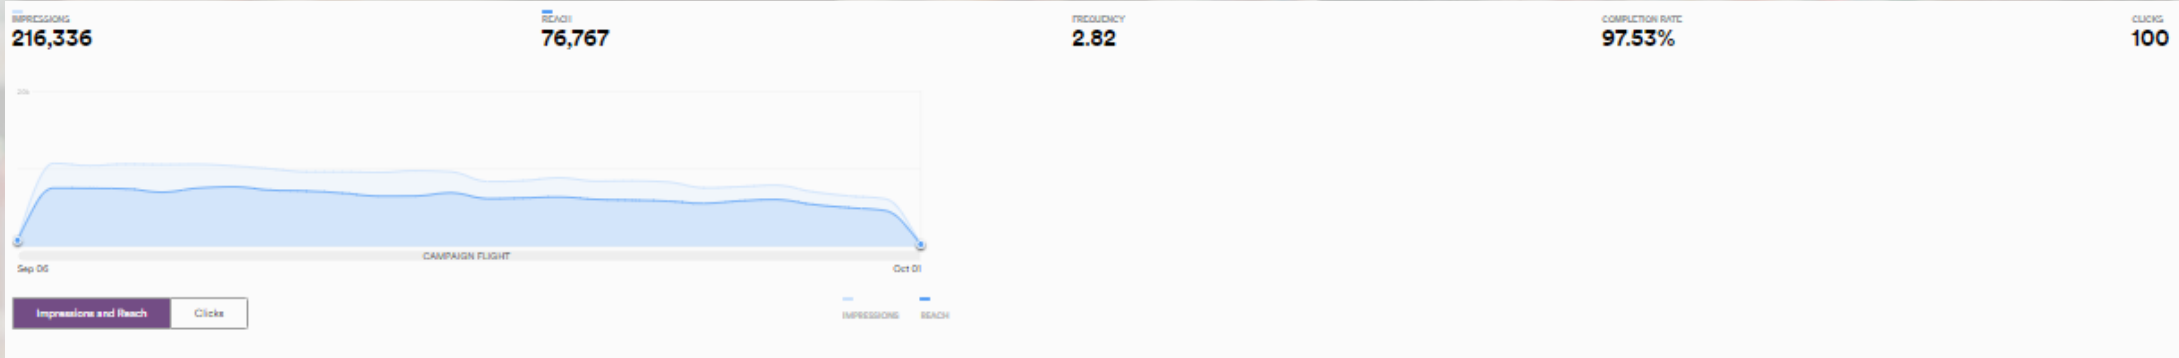 IMPRESSIONS
216,336
REACH
76,767
FREQUENCY
2.82
COMPLETION RATE
97.53%
CLICKS
100
20k
CAMPAIGN FLIGHT
Sep 06
Oct 01
Impressions and Reach
Clicks
IMPRESSIONS
REACH